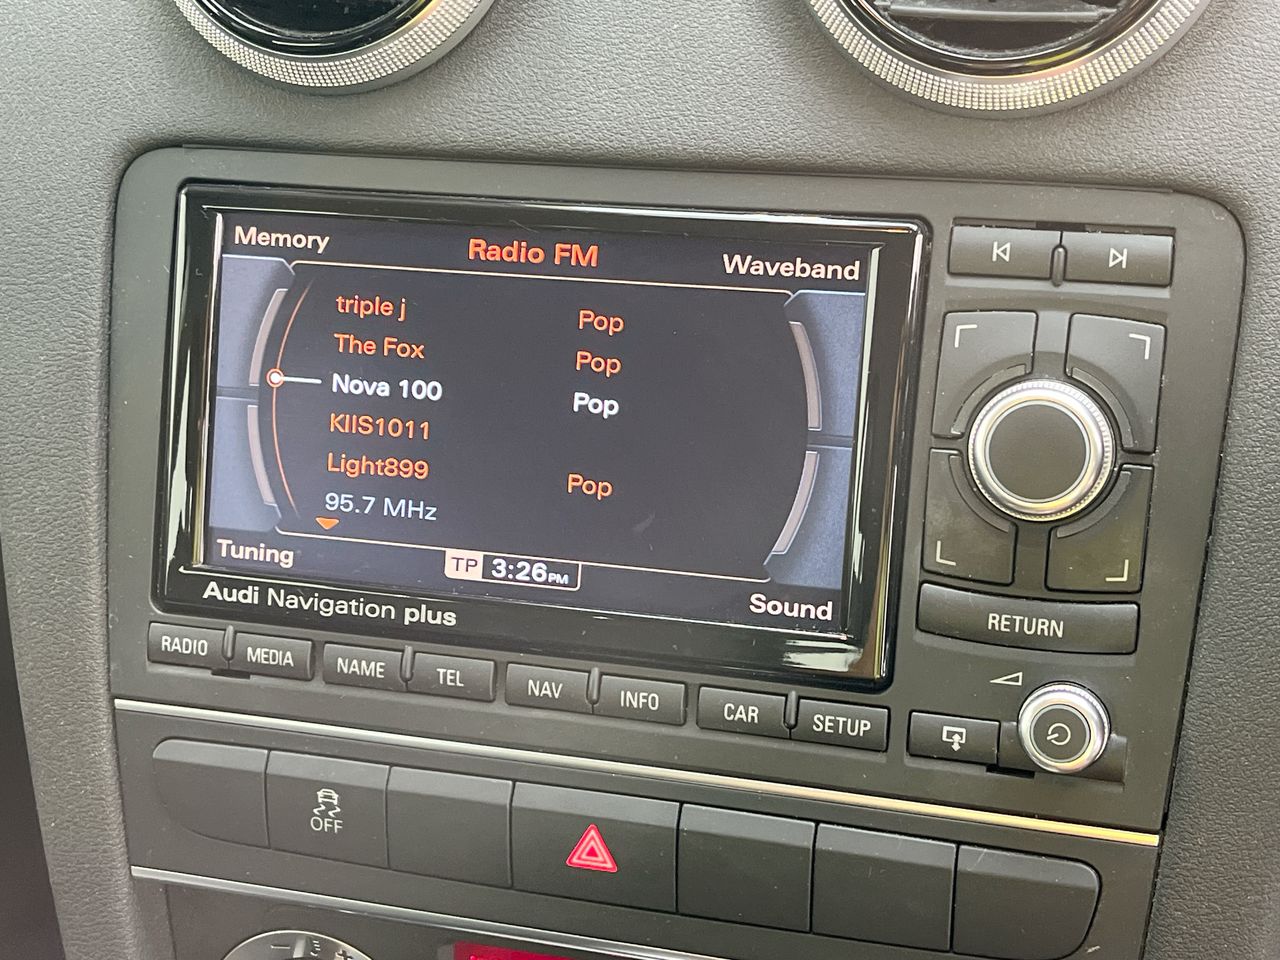 Memory
Radio FM
Waveband
triple j Pop
The Fox Pop
Nova 100 Pop
KIIS1011
Light899 Pop
95.7 MHz
Tuning
TP 3:26PM
Sound
Audi Navigation plus
RETURN
RADIO
MEDIA
NAME
TEL
NAV
INFO
CAR
SETUP
OFF